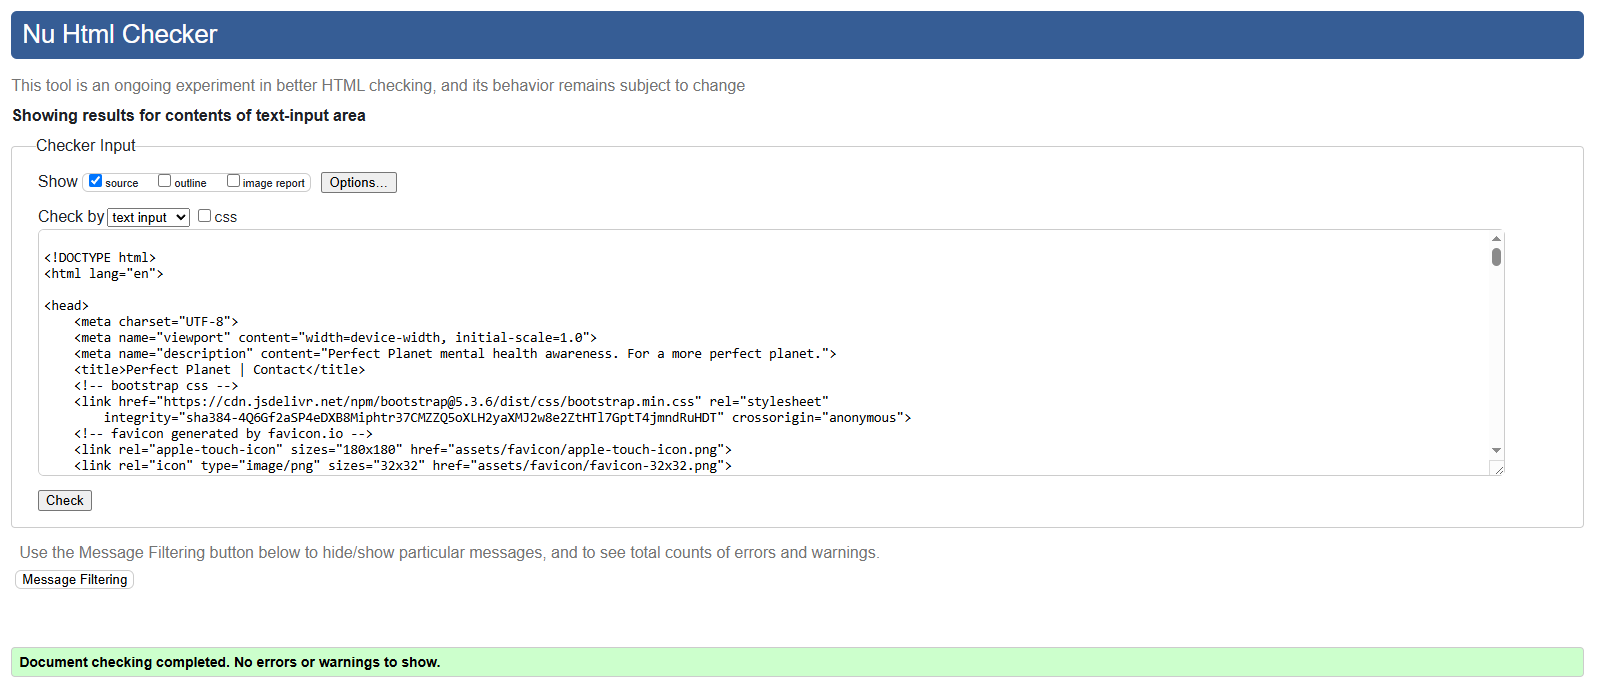 Nu Html Checker
This tool is an ongoing experiment in better HTML checking, and its behavior remains subject to change
Showing results for contents of text-input area
Checker Input
Show source outline image report Options...
Check by text input css
<!DOCTYPE html>
<html lang="en">
<head>
<meta charset="UTF-8">
<meta name="viewport" content="width=device-width, initial-scale=1.0">
<meta name="description" content="Perfect Planet mental health awareness. For a more perfect planet.">
<title>Perfect Planet | Contact</title>
<!-- bootstrap css -->
<link href="https://cdn.jsdelivr.net/npm/bootstrap@5.3.6/dist/css/bootstrap.min.css" rel="stylesheet"
integrity="sha384-4Q6Gf2aSP4eDXB8Miphtr37CMZZQ5oXLH2yaXMJ2w8e2ZtHTl7GptT4jmndRuHDT" crossorigin="anonymous">
<!-- favicon generated by favicon.io -->
<link rel="apple-touch-icon" sizes="180x180" href="assets/favicon/apple-touch-icon.png">
<link rel="icon" type="image/png" sizes="32x32" href="assets/favicon/favicon-32x32.png">
Check
Use the Message Filtering button below to hide/show particular messages, and to see total counts of errors and warnings.
Message Filtering
Document checking completed. No errors or warnings to show.